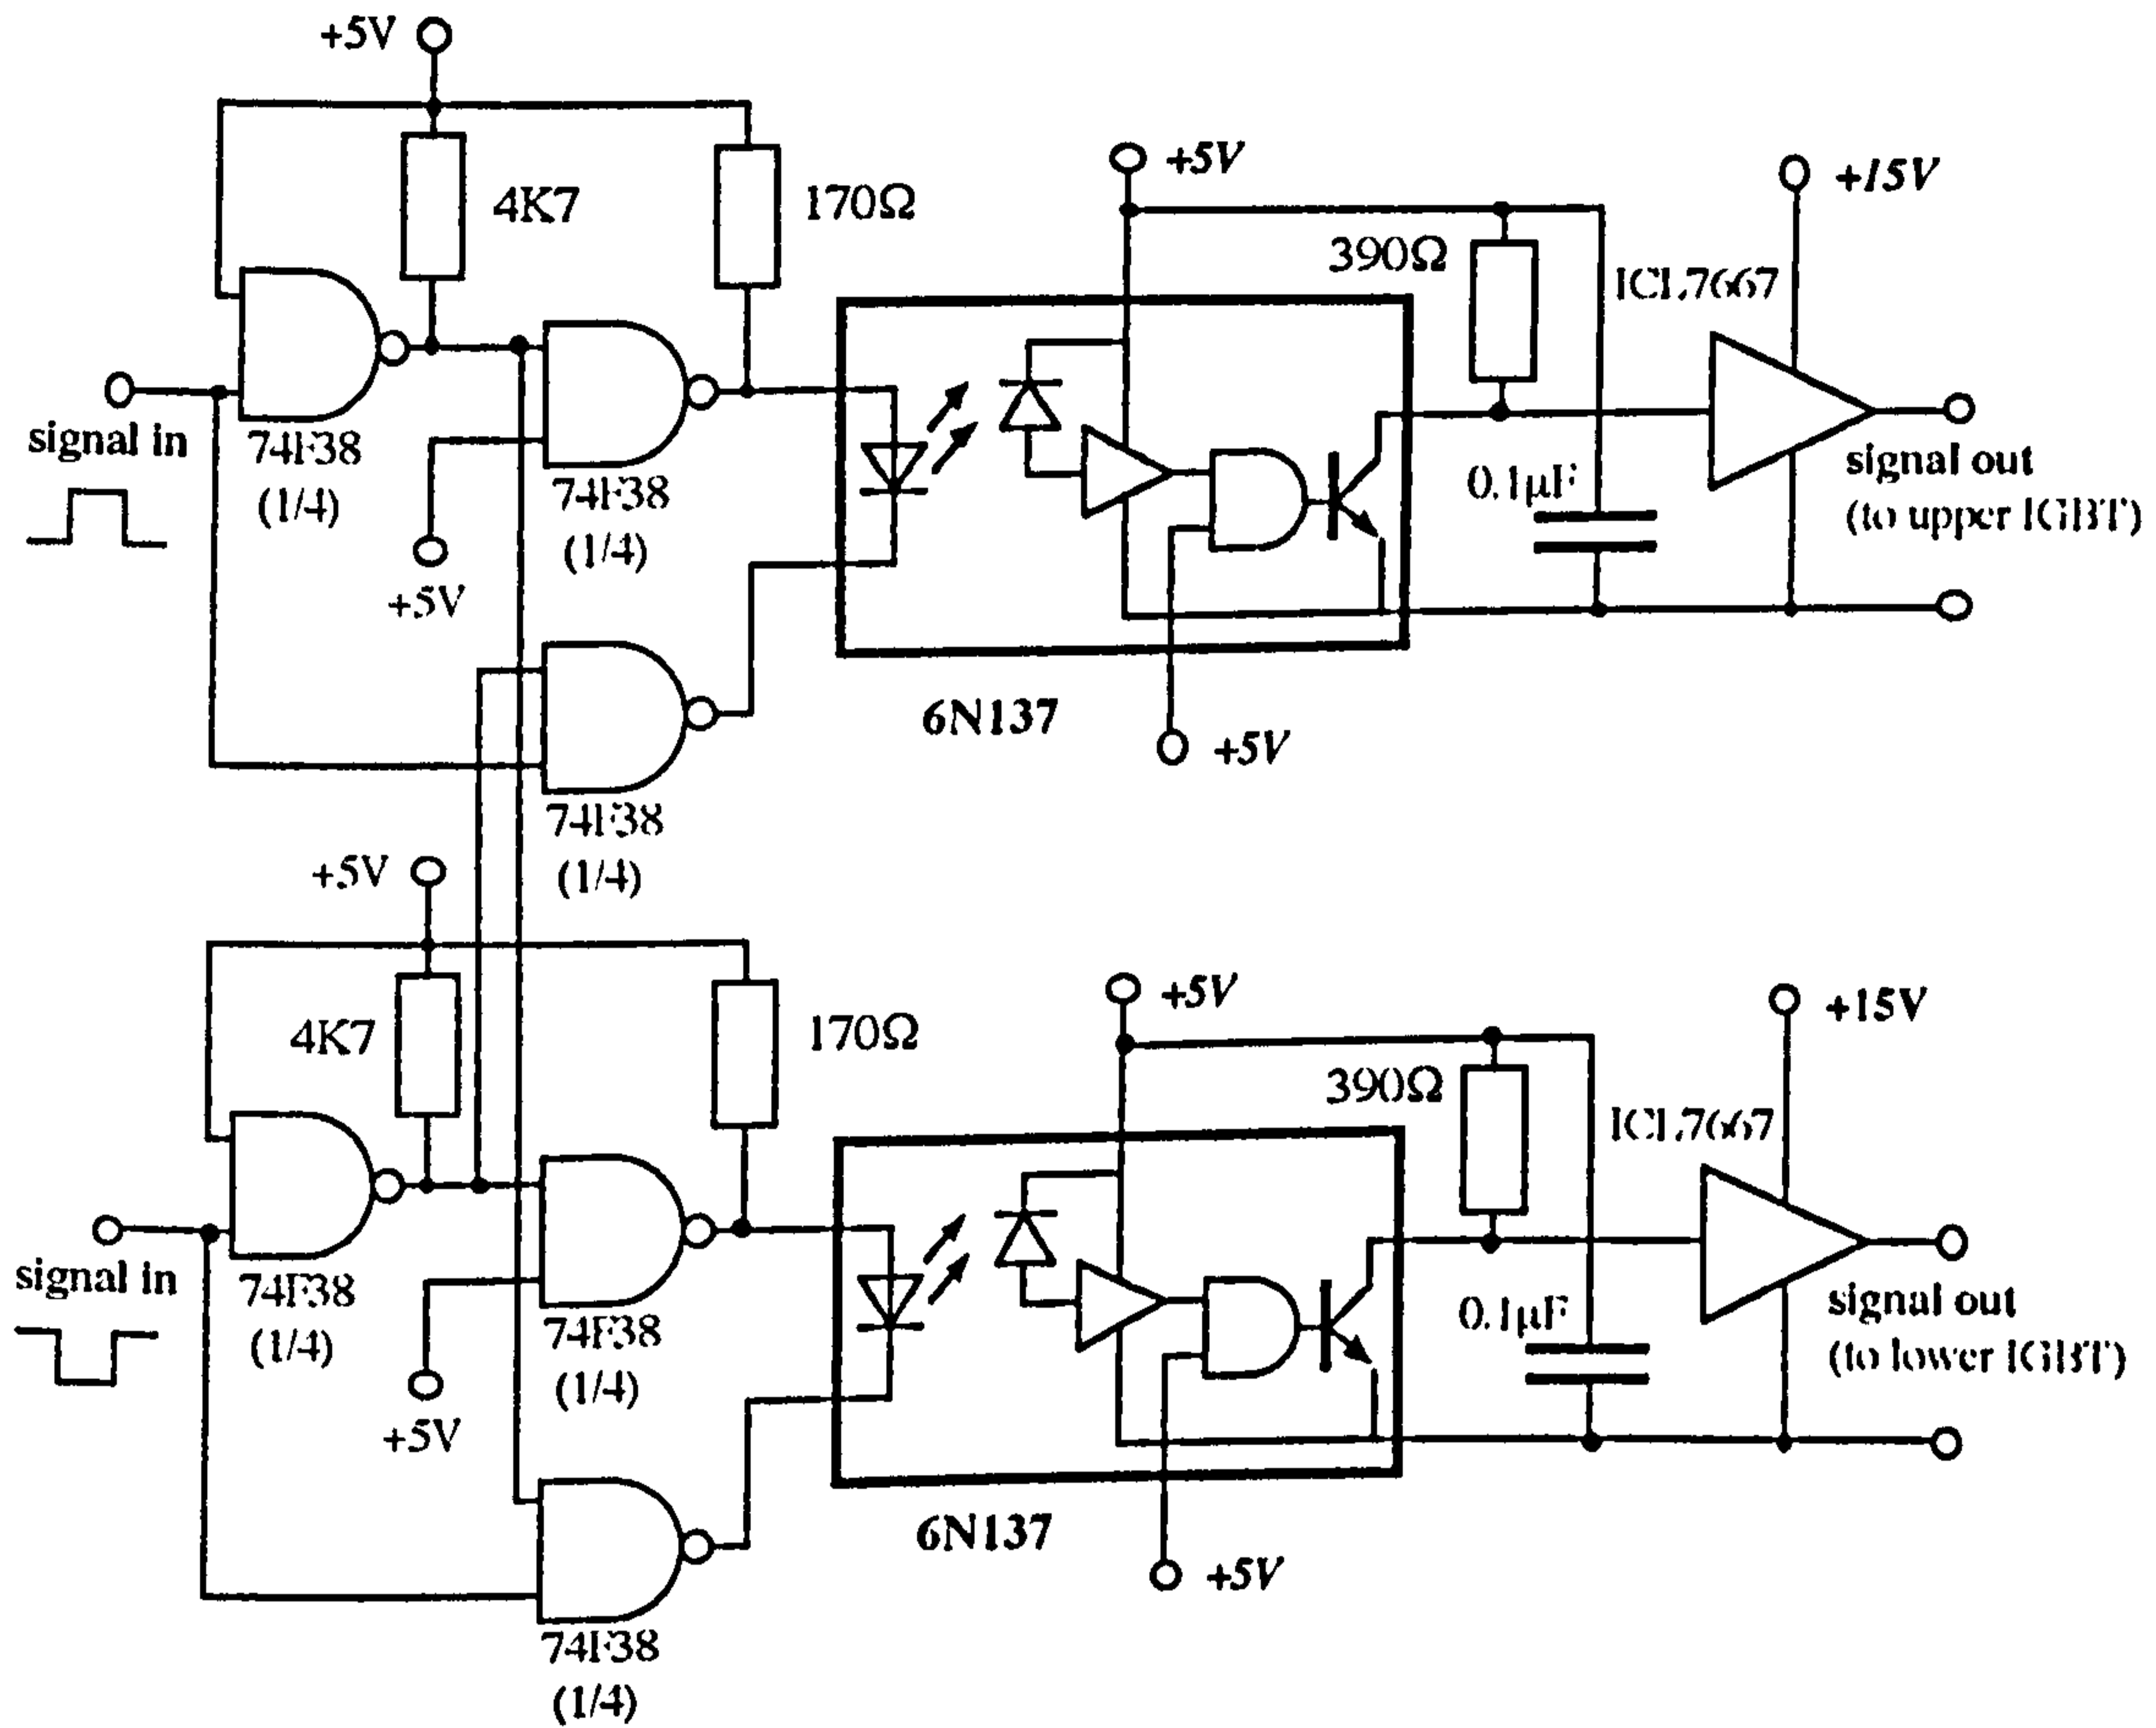 +5V
4K7
170Ω
+5V
390Ω
+15V
ICL7667
signal in
74F38
(1/4)
74F38
(1/4)
+5V
0.1μF
signal out
(to upper IGBT)
6N137
+5V
74F38
(1/4)
+5V
4K7
170Ω
+5V
390Ω
+15V
ICL7667
signal in
74F38
(1/4)
74F38
(1/4)
+5V
0.1μF
signal out
(to lower IGBT)
6N137
+5V
74F38
(1/4)